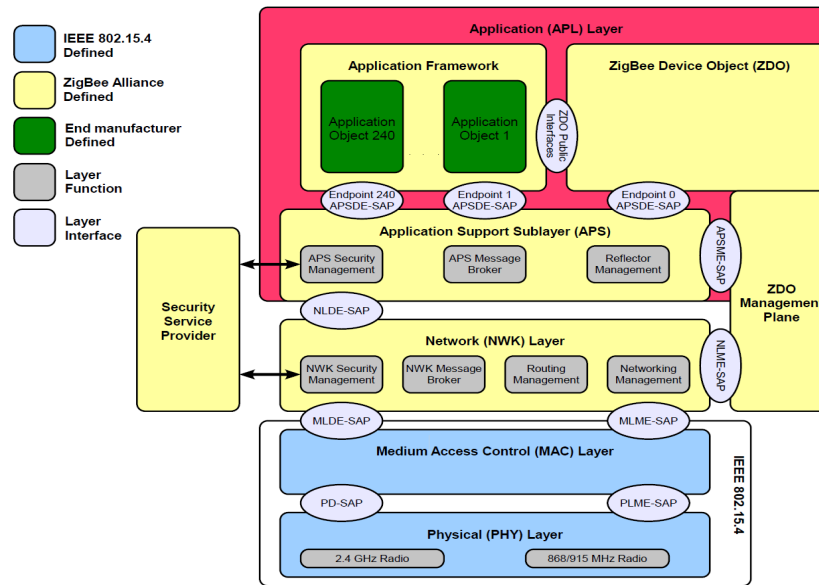 IEEE 802.15.4
Defined
ZigBee Alliance
Defined
End manufacturer
Defined
Layer
Function
Layer
Interface
Application (APL) Layer
Application Framework
ZigBee Device Object (ZDO)
Application
Object 240
. . .
Application
Object 1
ZDO Public
Interfaces
Endpoint 240
APSDE-SAP
Endpoint 1
APSDE-SAP
Endpoint 0
APSDE-SAP
Application Support Sublayer (APS)
APS Security
Management
APS Message
Broker
Reflector
Management
APSME-SAP
Security
Service
Provider
ZDO
Management
Plane
NLDE-SAP
Network (NWK) Layer
NWK Security
Management
NWK Message
Broker
Routing
Management
Networking
Management
NLME-SAP
MLDE-SAP
MLME-SAP
Medium Access Control (MAC) Layer
IEEE 802.15.4
PD-SAP
PLME-SAP
Physical (PHY) Layer
2.4 GHz Radio
868/915 MHz Radio